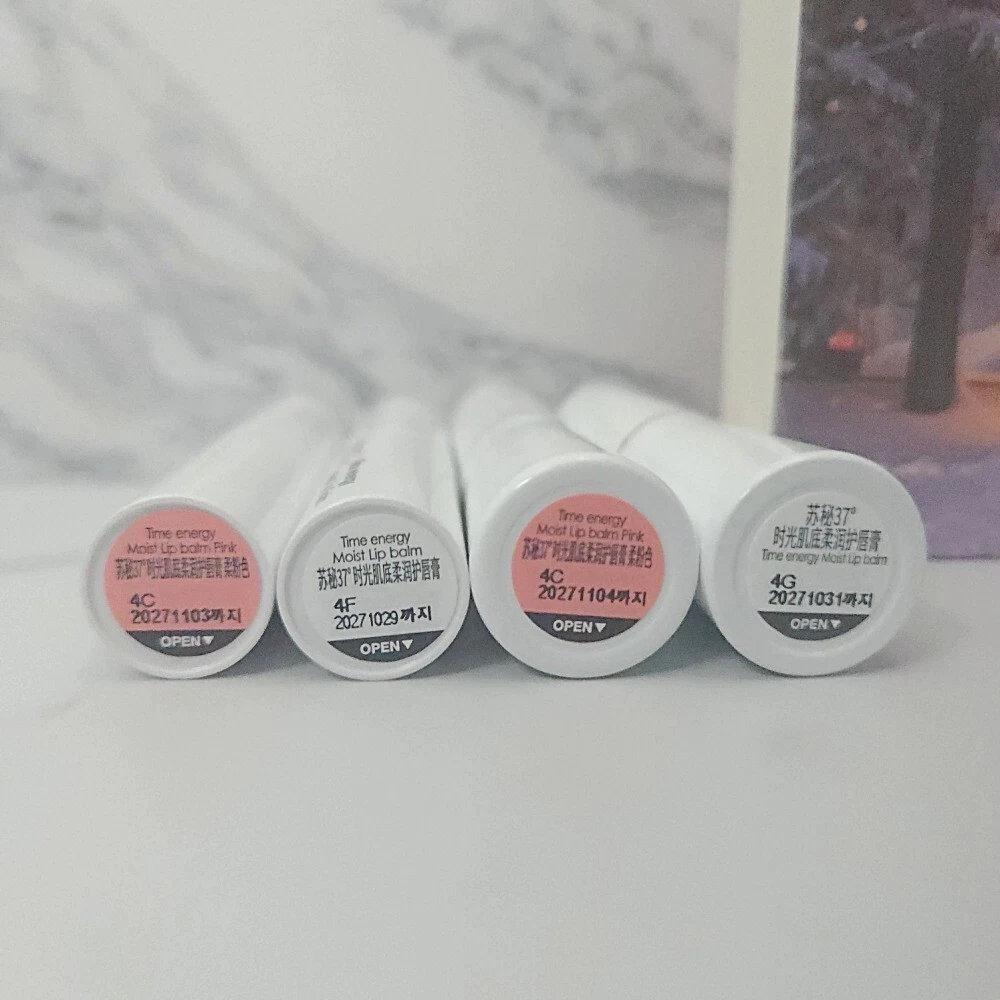 Time energy
Moist Lip balm Pink
苏秘37°时光肌底柔润护唇膏 柔粉色
4C
20271103까지
OPEN▼
Time energy
Moist Lip balm
苏秘37°时光肌底柔润护唇膏
4F
20271029까지
OPEN▼
Time energy
Moist Lip balm Pink
苏秘37°时光肌底柔润护唇膏 柔粉色
4C
20271104까지
OPEN▼
苏秘37°
时光肌底柔润护唇膏
Time energy Moist Lip balm
4G
20271031까지
OPEN▼